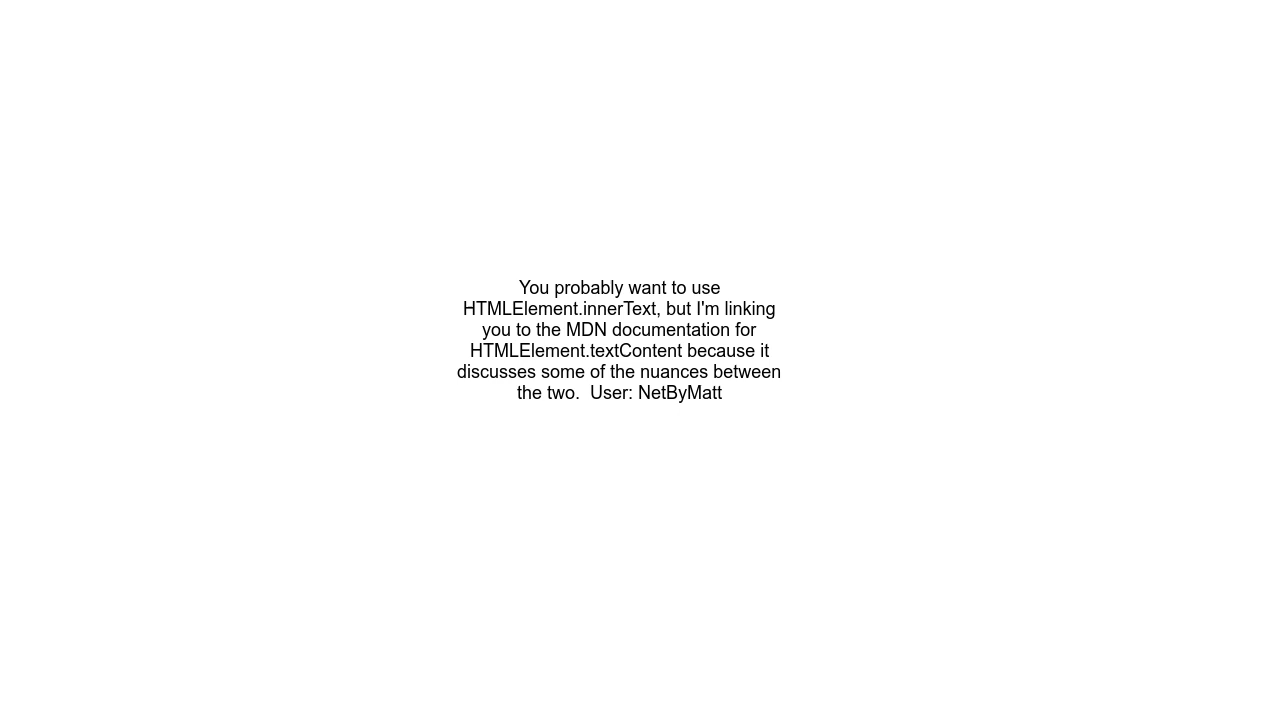 You probably want to use
HTMLElement.innerText, but I'm linking
you to the MDN documentation for
HTMLElement.textContent because it
discusses some of the nuances between
the two.  User: NetByMatt